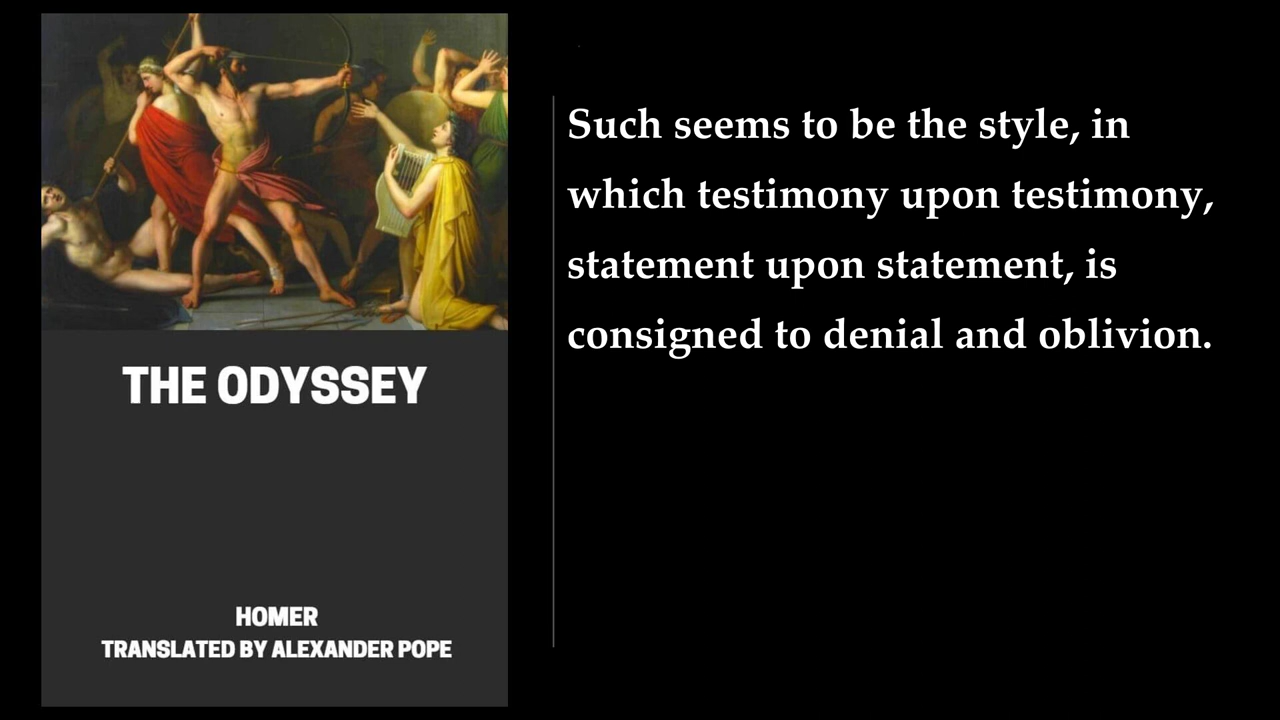 THE ODYSSEY
HOMER
TRANSLATED BY ALEXANDER POPE
Such seems to be the style, in
which testimony upon testimony,
statement upon statement, is
consigned to denial and oblivion.